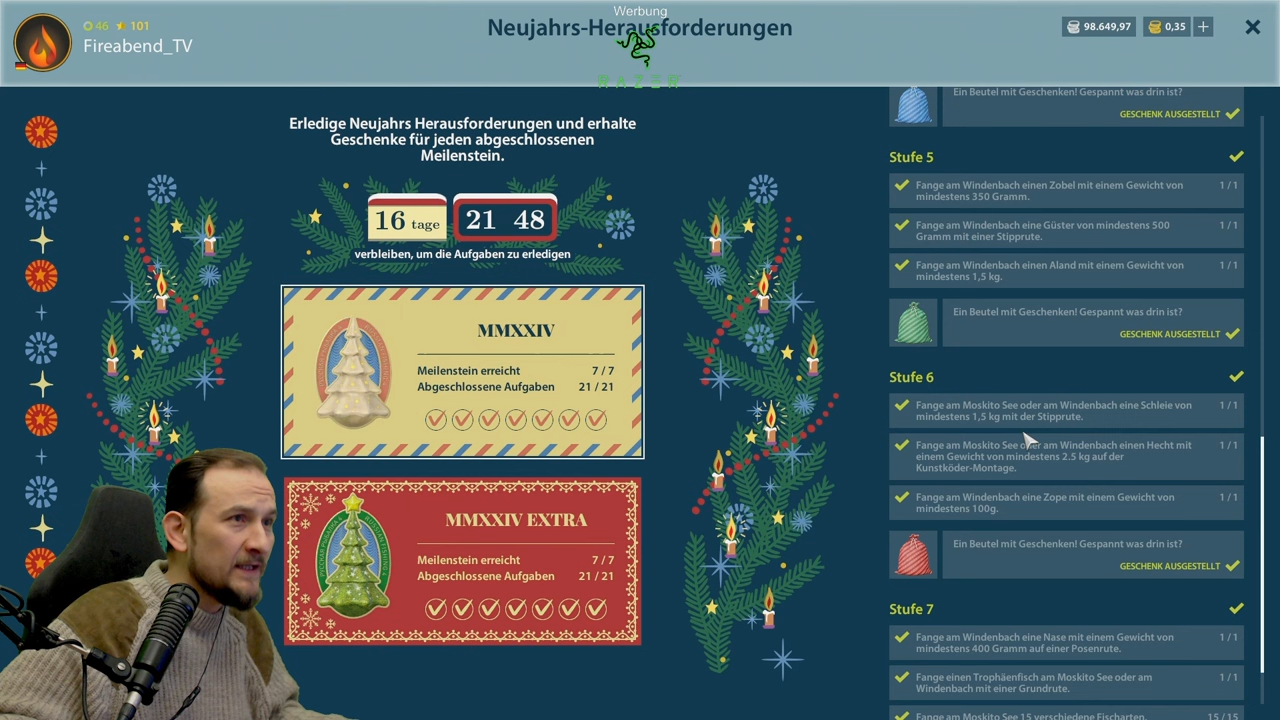 Werbung
Neujahrs-Herausforderungen
46 101
Fireabend_TV
98.649,97
0,35
RAZER
Erledige Neujahrs Herausforderungen und erhalte
Geschenke für jeden abgeschlossenen
Meilenstein.
16 tage
21 48
verbleiben, um die Aufgaben zu erledigen
MMXXIV
Meilenstein erreicht 7 / 7
Abgeschlossene Aufgaben 21 / 21
MMXXIV EXTRA
Meilenstein erreicht 7 / 7
Abgeschlossene Aufgaben 21 / 21
Ein Beutel mit Geschenken! Gespannt was drin ist?
GESCHENK AUSGESTELLT
Stufe 5
Fange am Windenbach einen Zobel mit einem Gewicht von 1 / 1
mindestens 350 Gramm.
Fange am Windenbach eine Güster von mindestens 500 1 / 1
Gramm mit einer Stipprute.
Fange am Windenbach einen Aland mit einem Gewicht von 1 / 1
mindestens 1,5 kg.
Ein Beutel mit Geschenken! Gespannt was drin ist?
GESCHENK AUSGESTELLT
Stufe 6
Fange am Moskito See oder am Windenbach eine Schleie von 1 / 1
mindestens 1,5 kg mit der Stipprute.
Fange am Moskito See oder am Windenbach einen Hecht mit 1 / 1
einem Gewicht von mindestens 2.5 kg auf der
Kunstköder-Montage.
Fange am Windenbach eine Zope mit einem Gewicht von 1 / 1
mindestens 100g.
Ein Beutel mit Geschenken! Gespannt was drin ist?
GESCHENK AUSGESTELLT
Stufe 7
Fange am Windenbach eine Nase mit einem Gewicht von 1 / 1
mindestens 400 Gramm auf einer Posenrute.
Fange einen Trophäenfisch am Moskito See oder am 1 / 1
Windenbach mit einer Grundrute.
Fange am Moskito See 15 verschiedene Fischarten. 15 / 15